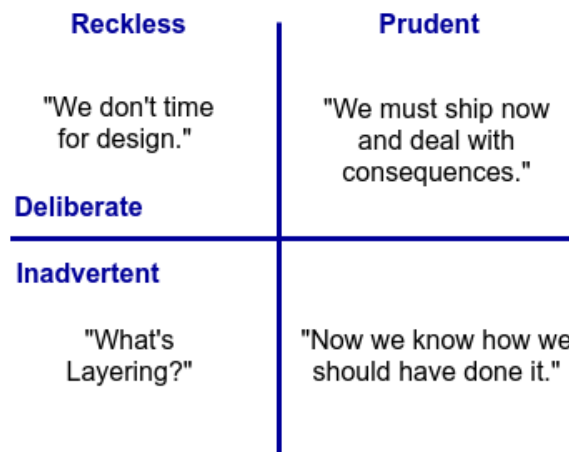 Reckless
Prudent
"We don't time
for design."
"We must ship now
and deal with
consequences."
Deliberate
Inadvertent
"What's
Layering?"
"Now we know how we
should have done it."